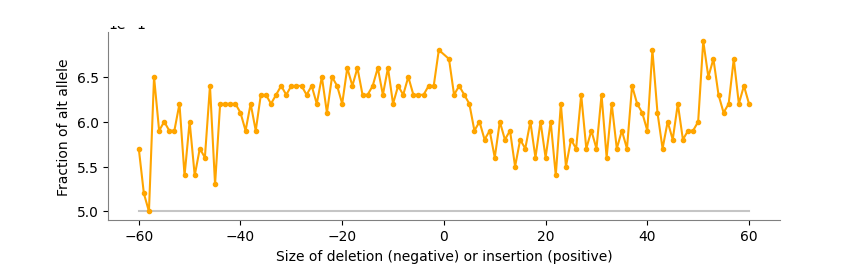 6.5
6.0
5.5
5.0
Fraction of alt allele
−60 −40 −20 0 20 40 60
Size of deletion (negative) or insertion (positive)